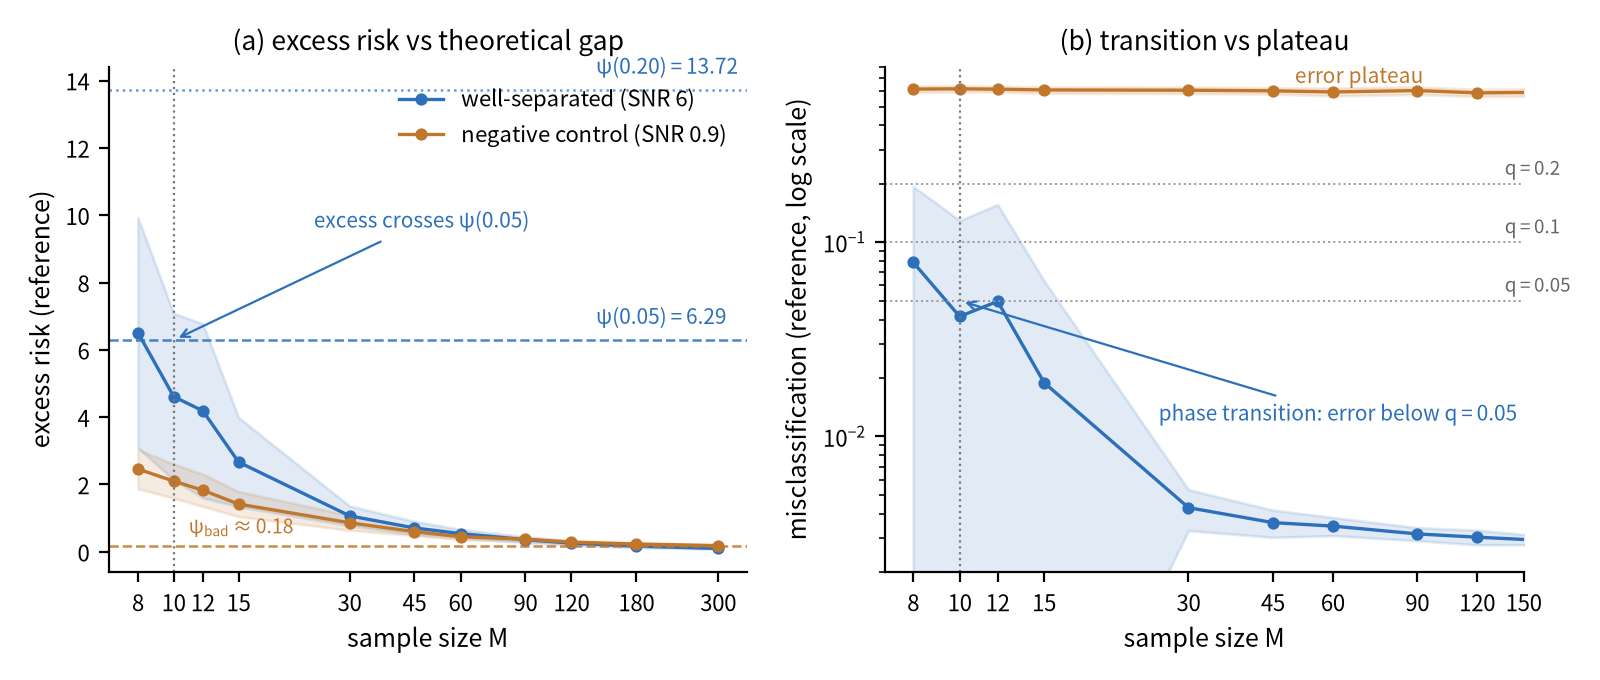 (a) excess risk vs theoretical gap
ψ(0.20) = 13.72
well-separated (SNR 6)
negative control (SNR 0.9)
excess crosses ψ(0.05)
ψ(0.05) = 6.29
ψbad ≈ 0.18
excess risk (reference)
14
12
10
8
6
4
2
0
8 10 12 15 30 45 60 90 120 180 300
sample size M
(b) transition vs plateau
error plateau
q = 0.2
q = 0.1
q = 0.05
phase transition: error below q = 0.05
misclassification (reference, log scale)
10⁻¹
10⁻²
8 10 12 15 30 45 60 90 120 150
sample size M